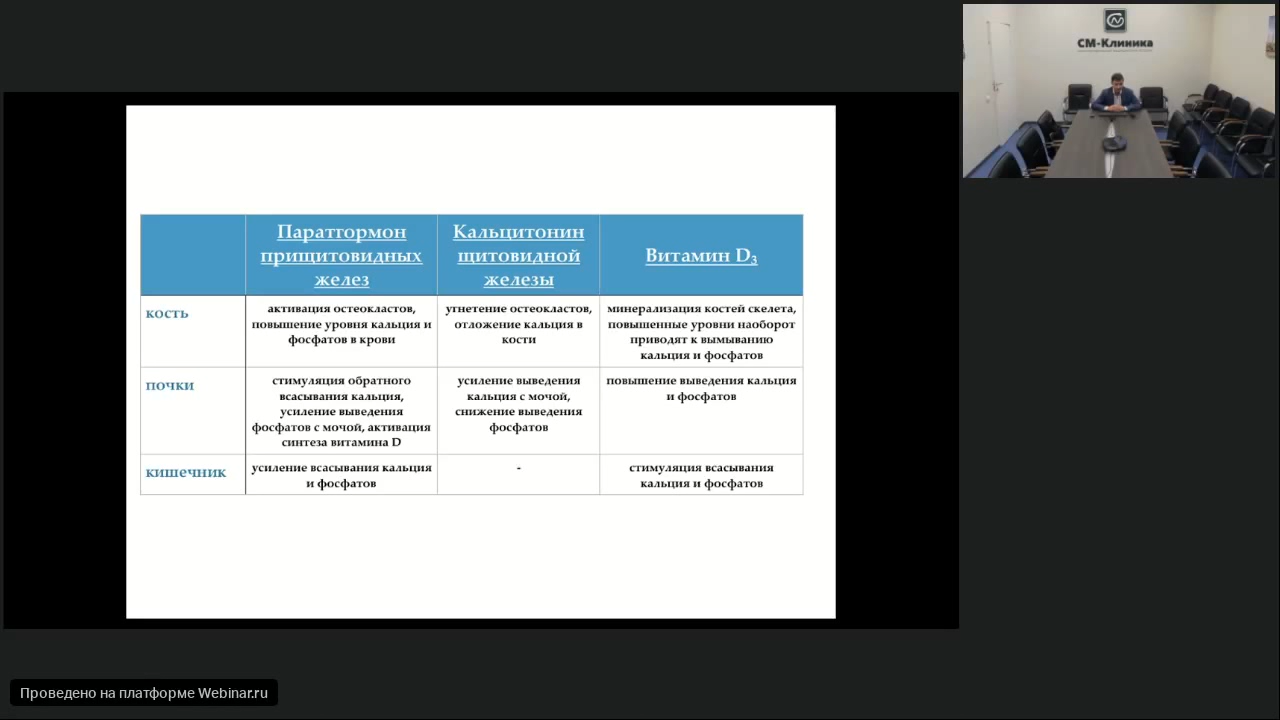 СМ-Клиника
Паратгормон
прищитовидных
желез
Кальцитонин
щитовидной
железы
Витамин D₃
кость
активация остеокластов,
повышение уровня кальция и
фосфатов в крови
угнетение остеокластов,
отложение кальция в
кости
минерализация костей скелета,
повышенные уровни наоборот
приводят к вымыванию
кальция и фосфатов
почки
стимуляция обратного
всасывания кальция,
усиление выведения
фосфатов с мочой, активация
синтеза витамина D
усиление выведения
кальция с мочой,
снижение выведения
фосфатов
повышение выведения кальция
и фосфатов
кишечник
усиление всасывания кальция
и фосфатов
-
стимуляция всасывания
кальция и фосфатов
Проведено на платформе Webinar.ru